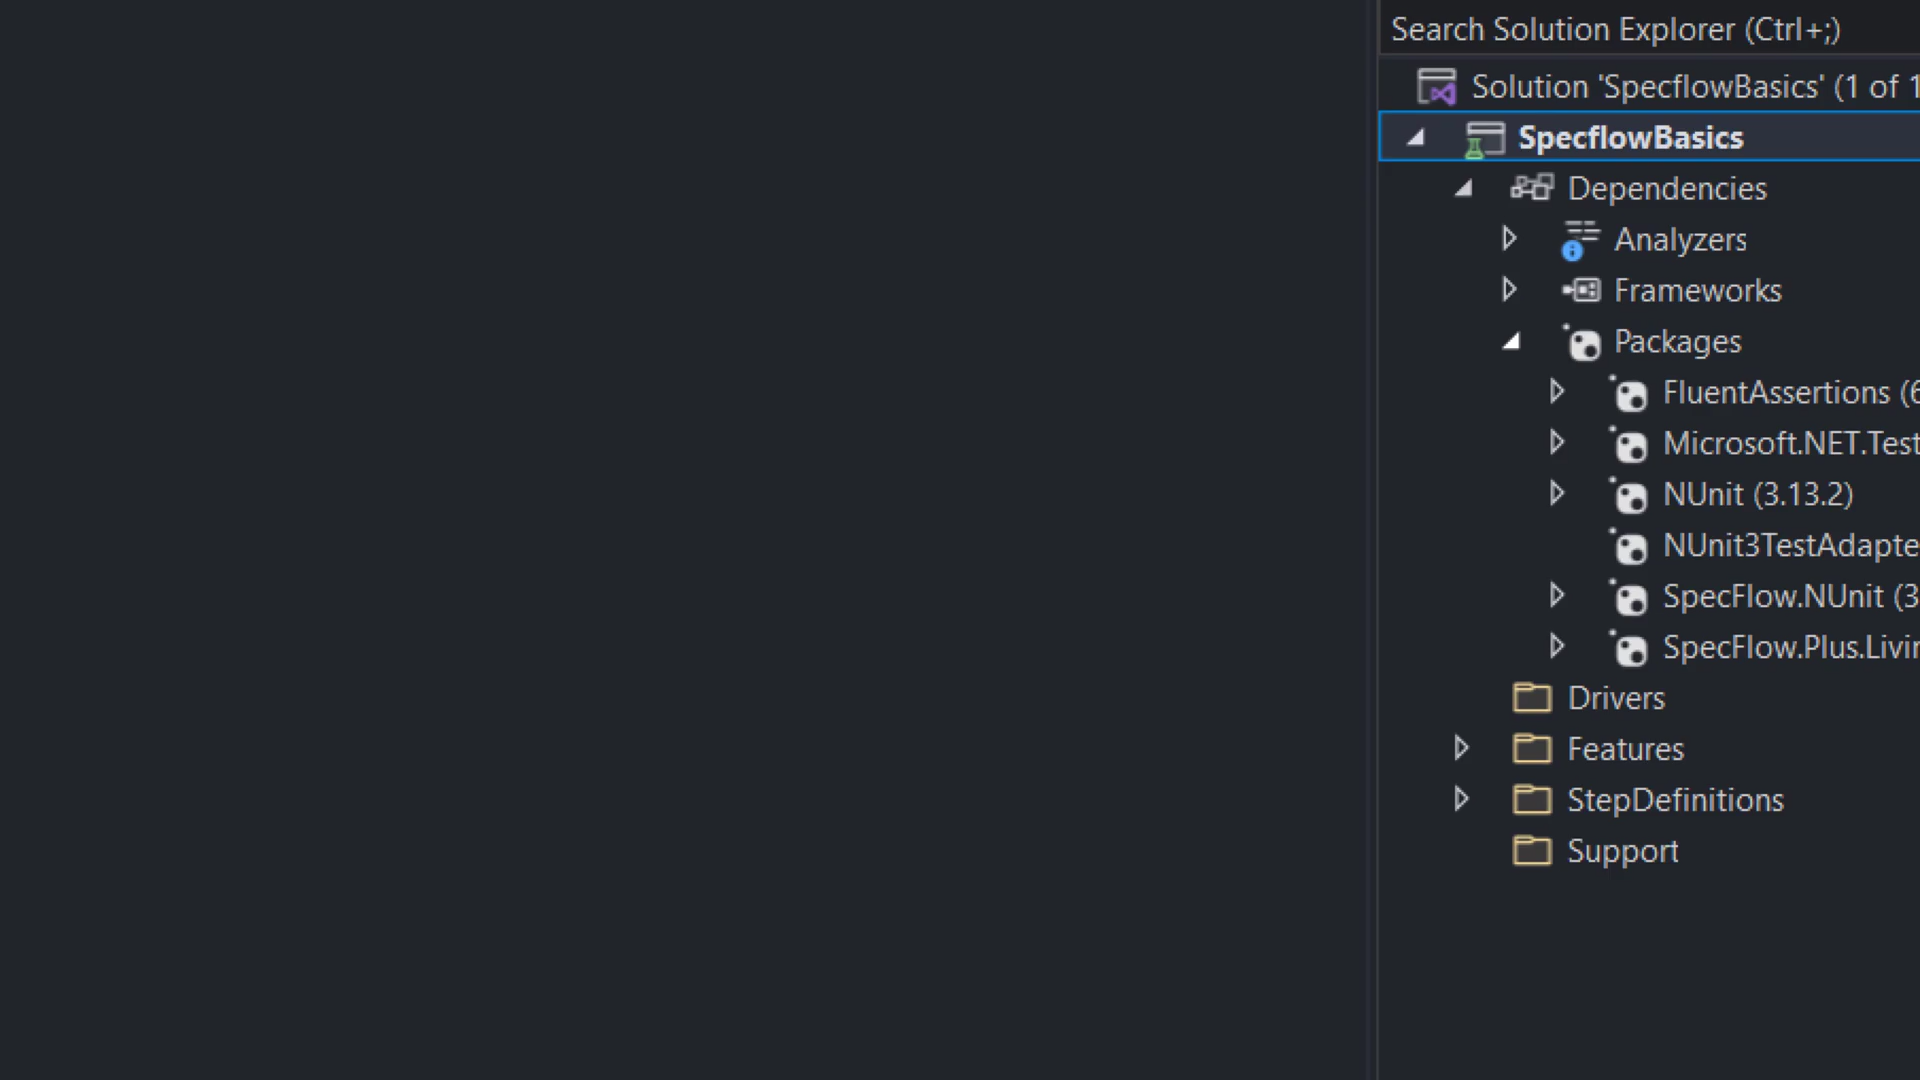 Search Solution Explorer (Ctrl+;)
Solution 'SpecflowBasics' (1 of 1
SpecflowBasics
Dependencies
Analyzers
Frameworks
Packages
FluentAssertions (6
Microsoft.NET.Test
NUnit (3.13.2)
NUnit3TestAdapte
SpecFlow.NUnit (3
SpecFlow.Plus.Livin
Drivers
Features
StepDefinitions
Support